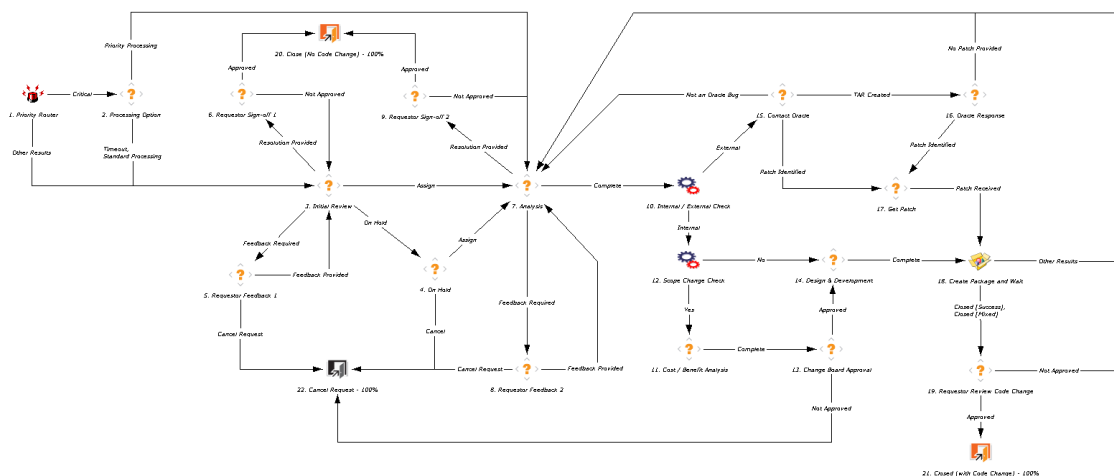 No Patch Provided
Priority Processing
20. Close (No Code Change) - 100%
Approved
Approved
Critical
Not Approved
Not Approved
Not an Oracle Bug
TAR Created
1. Priority Router
2. Processing Option
6. Requestor Sign-off 1
9. Requestor Sign-off 2
15. Contact Oracle
16. Oracle Response
Other Results
Timeout,
Standard Processing
Resolution Provided
Resolution Provided
External
Patch Identified
Patch Identified
Assign
Complete
Patch Received
3. Initial Review
7. Analysis
10. Internal / External Check
17. Get Patch
On Hold
Internal
Feedback Required
Assign
Feedback Provided
No
Complete
Other Results
5. Requestor Feedback 1
4. On Hold
12. Scope Change Check
14. Design & Development
18. Create Package and Wait
Feedback Required
Closed [Success],
Closed [Mixed]
Cancel Request
Cancel
Yes
Approved
Complete
Cancel Request
Feedback Provided
11. Cost / Benefit Analysis
13. Change Board Approval
Not Approved
22. Cancel Request - 100%
8. Requestor Feedback 2
19. Requestor Review Code Change
Not Approved
Approved
21. Closed (with Code Change) - 100%